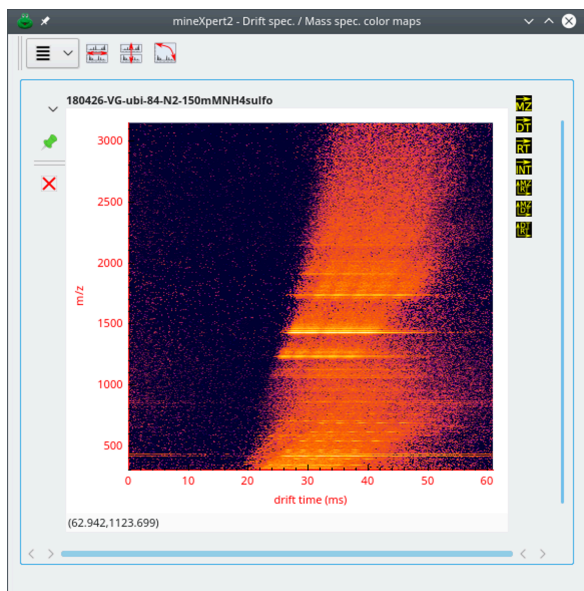 mineXpert2 - Drift spec. / Mass spec. color maps
180426-VG-ubi-84-N2-150mMNH4sulfo
MZ
DT
RT
INT
3000
2500
2000
1500
1000
500
m/z
0 10 20 30 40 50 60
drift time (ms)
(62.942,1123.699)